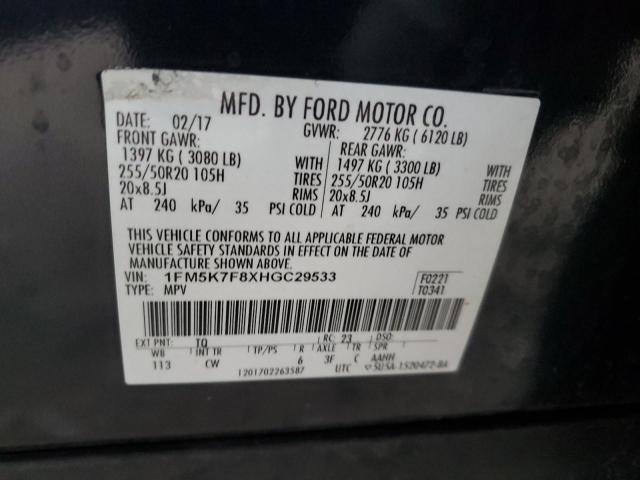 MFD. BY FORD MOTOR CO.
DATE: 02/17 GVWR: 2776 KG (6120 LB)
FRONT GAWR: REAR GAWR:
1397 KG (3080 LB) WITH 1497 KG (3300 LB) WITH
255/50R20 105H TIRES 255/50R20 105H TIRES
20x8.5J RIMS 20x8.5J RIMS
AT 240 kPa/ 35 PSI COLD AT 240 kPa/ 35 PSI COLD
THIS VEHICLE CONFORMS TO ALL APPLICABLE FEDERAL MOTOR
VEHICLE SAFETY STANDARDS IN EFFECT ON THE DATE OF
MANUFACTURE SHOWN ABOVE.
VIN: 1FM5K7F8XHGC29533 F0221
TYPE: MPV T0341
EXT PNT: TQ RC: 23 DSO:
WB INT TR TP/PS R AXLE TR SPR
113 CW 6 3F C AAHH
1201702263587 UTC 5U5A-1520472-BA